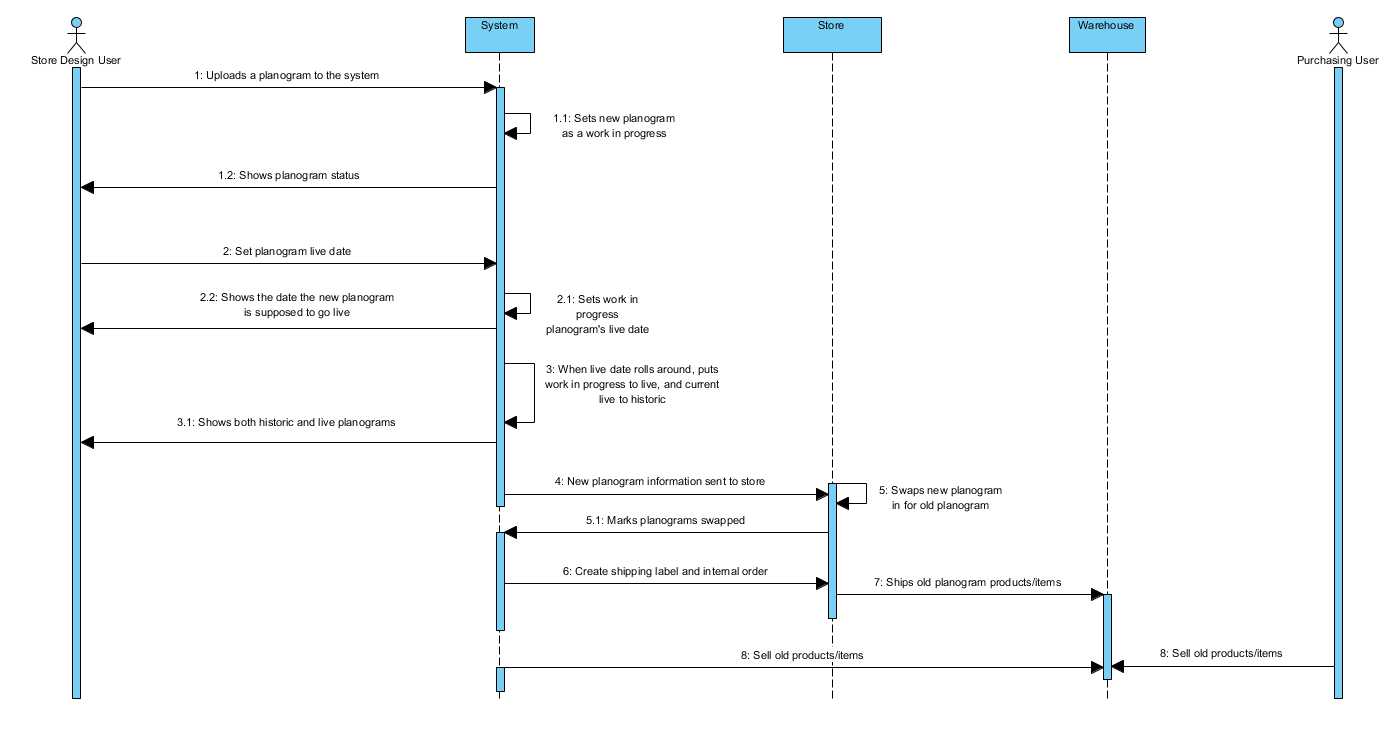 System
Store
Warehouse
Store Design User
Purchasing User
1: Uploads a planogram to the system
1.1: Sets new planogram
as a work in progress
1.2: Shows planogram status
2: Set planogram live date
2.2: Shows the date the new planogram
is supposed to go live
2.1: Sets work in
progress
planogram's live date
3: When live date rolls around, puts
work in progress to live, and current
live to historic
3.1: Shows both historic and live planograms
4: New planogram information sent to store
5: Swaps new planogram
in for old planogram
5.1: Marks planograms swapped
6: Create shipping label and internal order
7: Ships old planogram products/items
8: Sell old products/items
8: Sell old products/items